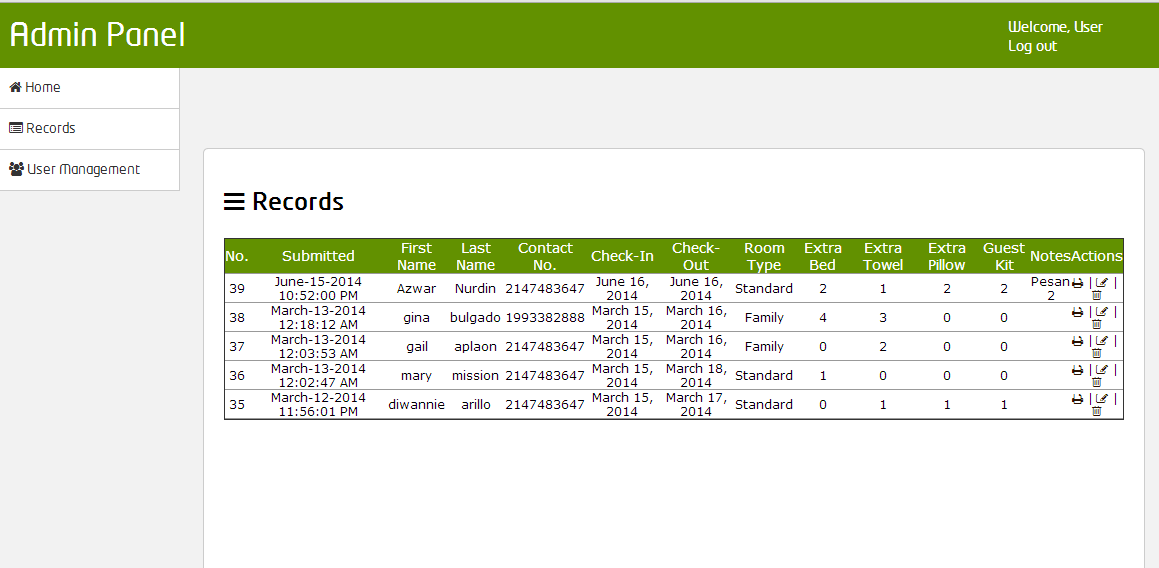 Admin Panel
Welcome, User
Log out
Home
Records
User Management
Records
No. Submitted First Name Last Name Contact No. Check-In Check-Out Room Type Extra Bed Extra Towel Extra Pillow Guest Kit Notes Actions
39 June-15-2014 10:52:00 PM Azwar Nurdin 2147483647 June 16, 2014 June 16, 2014 Standard 2 1 2 2 Pesan 2 | |
38 March-13-2014 12:18:12 AM gina bulgado 1993382888 March 15, 2014 March 16, 2014 Family 4 3 0 0 | |
37 March-13-2014 12:03:53 AM gail aplaon 2147483647 March 15, 2014 March 16, 2014 Family 0 2 0 0 | |
36 March-13-2014 12:02:47 AM mary mission 2147483647 March 15, 2014 March 18, 2014 Standard 1 0 0 0 | |
35 March-12-2014 11:56:01 PM diwannie arillo 2147483647 March 15, 2014 March 17, 2014 Standard 0 1 1 1 | |